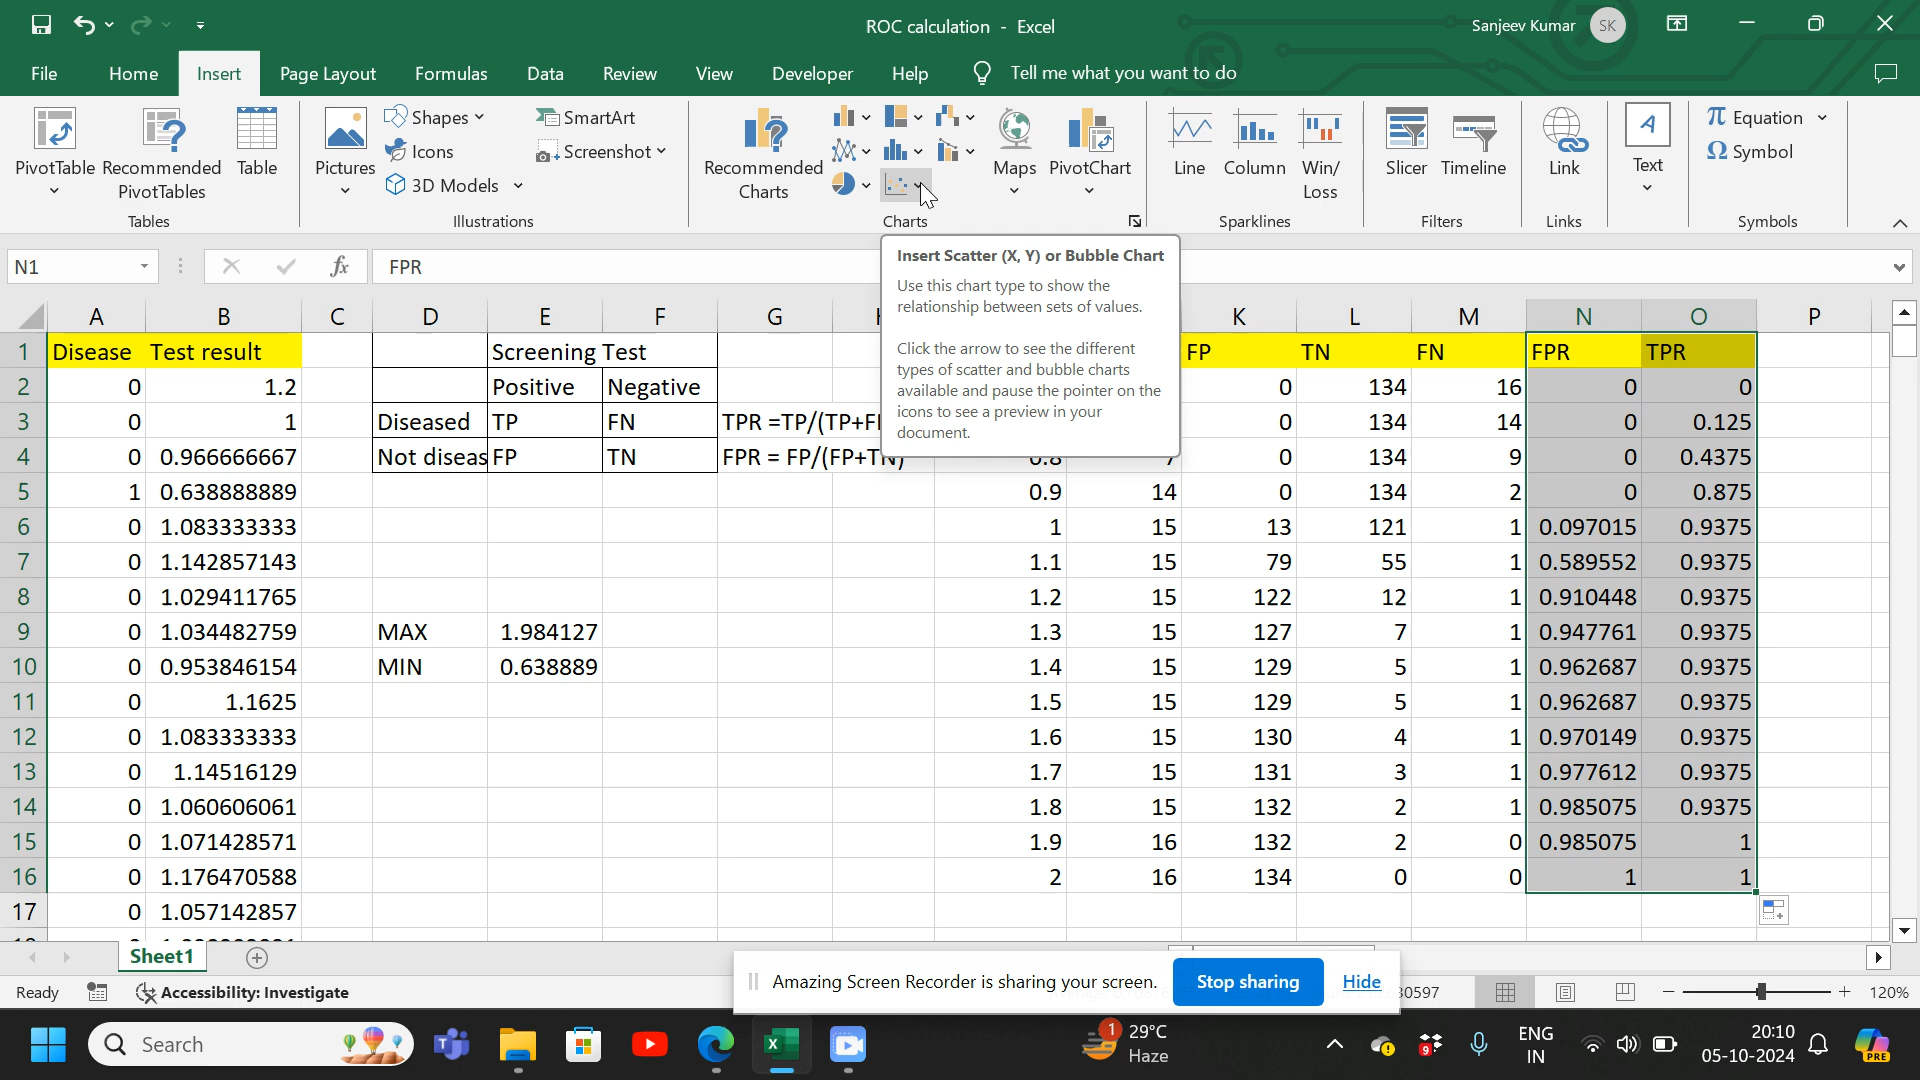 ROC calculation - Excel
Sanjeev Kumar SK
File Home Insert Page Layout Formulas Data Review View Developer Help Tell me what you want to do
PivotTable Recommended PivotTables Table
Tables
Pictures Shapes Icons 3D Models SmartArt Screenshot
Illustrations
Recommended Charts Maps PivotChart
Charts
Line Column Win/ Loss
Sparklines
Slicer Timeline
Filters
Link
Links
Text
Equation
Symbol
Symbols
N1 fx FPR
Insert Scatter (X, Y) or Bubble Chart
Use this chart type to show the
relationship between sets of values.
Click the arrow to see the different
types of scatter and bubble charts
available and pause the pointer on the
icons to see a preview in your
document.
A B C D E F G K L M N O P
1 Disease Test result Screening Test FP TN FN FPR TPR
2 0 1.2 Positive Negative 0 134 16 0 0
3 0 1 Diseased TP FN TPR =TP/(TP+ 0 134 14 0 0.125
4 0 0.966666667 Not diseas FP TN FPR = FP/(FP+TN) 0.8 7 0 134 9 0 0.4375
5 1 0.638888889 0.9 14 0 134 2 0 0.875
6 0 1.083333333 1 15 13 121 1 0.097015 0.9375
7 0 1.142857143 1.1 15 79 55 1 0.589552 0.9375
8 0 1.029411765 1.2 15 122 12 1 0.910448 0.9375
9 0 1.034482759 MAX 1.984127 1.3 15 127 7 1 0.947761 0.9375
10 0 0.953846154 MIN 0.638889 1.4 15 129 5 1 0.962687 0.9375
11 0 1.1625 1.5 15 129 5 1 0.962687 0.9375
12 0 1.083333333 1.6 15 130 4 1 0.970149 0.9375
13 0 1.14516129 1.7 15 131 3 1 0.977612 0.9375
14 0 1.060606061 1.8 15 132 2 1 0.985075 0.9375
15 0 1.071428571 1.9 16 132 2 0 0.985075 1
16 0 1.176470588 2 16 134 0 0 1 1
17 0 1.057142857
Sheet1
Amazing Screen Recorder is sharing your screen. Stop sharing Hide
Ready Accessibility: Investigate 30597 120%
Search
1 29°C
Haze
9
ENG
IN
20:10
05-10-2024
PRE